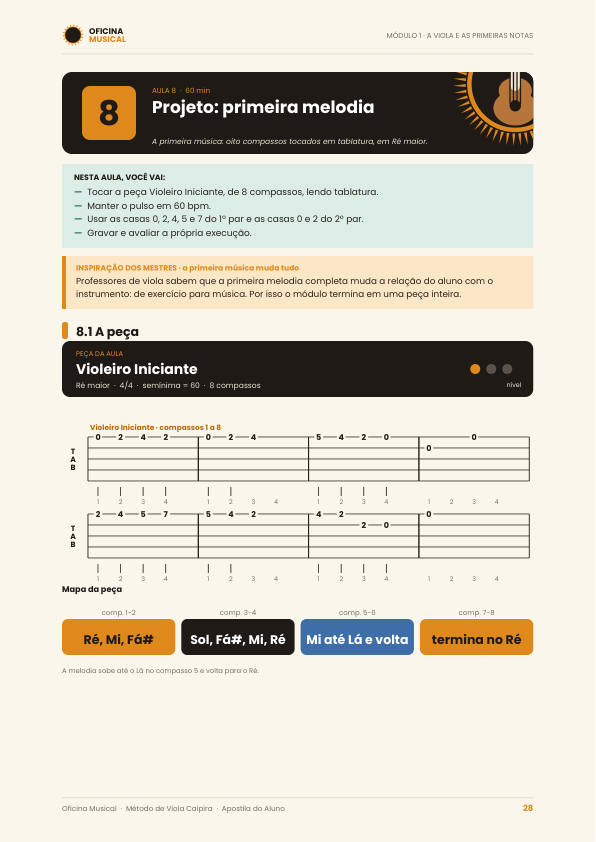 OFICINA
MUSICAL
MÓDULO 1 · A VIOLA E AS PRIMEIRAS NOTAS
8
AULA 8 · 60 min
Projeto: primeira melodia
A primeira música: oito compassos tocados em tablatura, em Ré maior.
NESTA AULA, VOCÊ VAI:
— Tocar a peça Violeiro Iniciante, de 8 compassos, lendo tablatura.
— Manter o pulso em 60 bpm.
— Usar as casas 0, 2, 4, 5 e 7 do 1º par e as casas 0 e 2 do 2º par.
— Gravar e avaliar a própria execução.
INSPIRAÇÃO DOS MESTRES · a primeira música muda tudo
Professores de viola sabem que a primeira melodia completa muda a relação do aluno com o
instrumento: de exercício para música. Por isso o módulo termina em uma peça inteira.
8.1 A peça
PEÇA DA AULA
Violeiro Iniciante
Ré maior · 4/4 · semínima = 60 · 8 compassos
nível
Violeiro Iniciante · compassos 1 a 8
0 2 4 2 0 2 4 5 4 2 0 0 0
T
A
B
1 2 3 4 1 2 3 4 1 2 3 4 1 2 3 4
2 4 5 7 5 4 2 4 2 2 0 0
T
A
B
1 2 3 4 1 2 3 4 1 2 3 4 1 2 3 4
Mapa da peça
comp. 1-2 comp. 3-4 comp. 5-6 comp. 7-8
Ré, Mi, Fá# Sol, Fá#, Mi, Ré Mi até Lá e volta termina no Ré
A melodia sobe até o Lá no compasso 5 e volta para o Ré.
Oficina Musical · Método de Viola Caipira · Apostila do Aluno
28